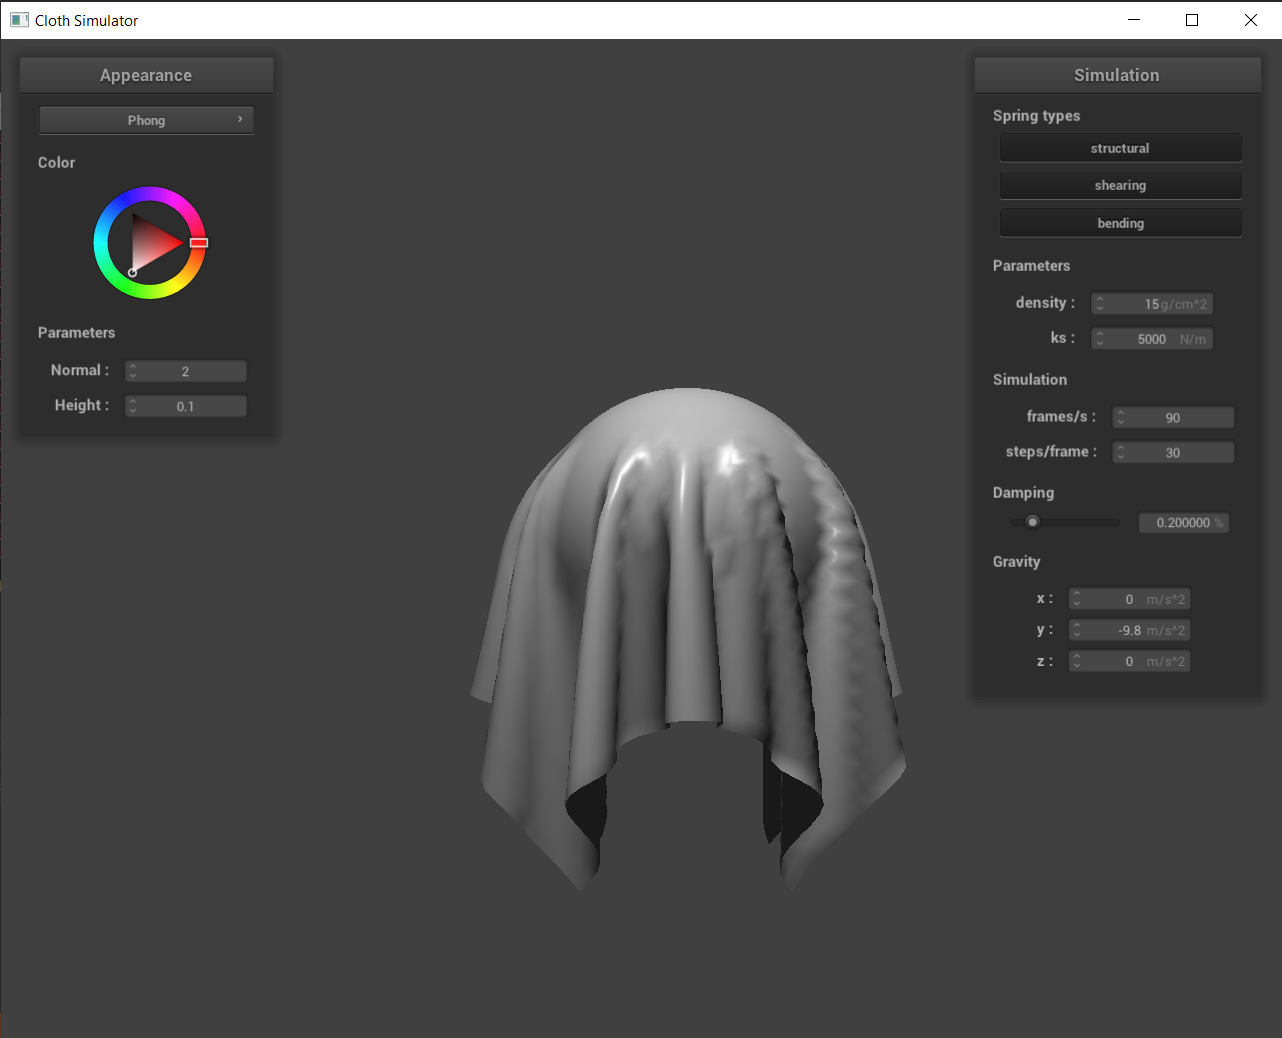 Cloth Simulator
Appearance
Phong
Color
Parameters
Normal : 2
Height : 0.1
Simulation
Spring types
structural
shearing
bending
Parameters
density : 15 g/cm^2
ks : 5000 N/m
Simulation
frames/s : 90
steps/frame : 30
Damping
0.200000 %
Gravity
x : 0 m/s^2
y : -9.8 m/s^2
z : 0 m/s^2